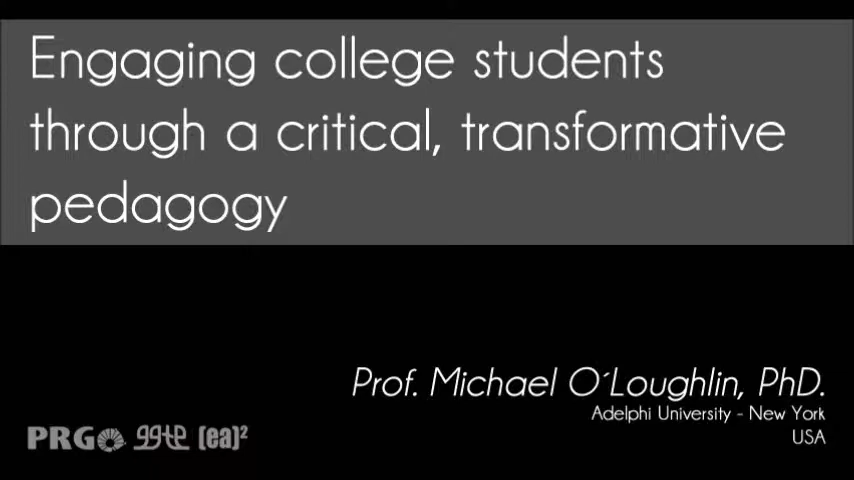 Engaging college students
through a critical, transformative
pedagogy
Prof. Michael O´Loughlin, PhD.
Adelphi University - New York
USA
PRG (ea)²